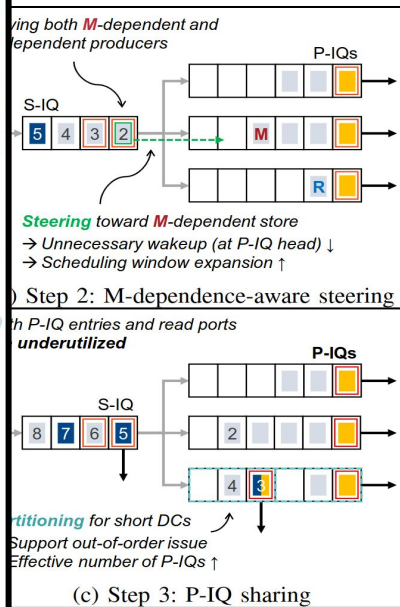 ving both M-dependent and
dependent producers
P-IQs
S-IQ
5 4 3 2
M
R
Steering toward M-dependent store
→ Unnecessary wakeup (at P-IQ head) ↓
→ Scheduling window expansion ↑
) Step 2: M-dependence-aware steering
th P-IQ entries and read ports
underutilized
P-IQs
S-IQ
8 7 6 5
2
4 3
rtitioning for short DCs
Support out-of-order issue
Effective number of P-IQs ↑
(c) Step 3: P-IQ sharing